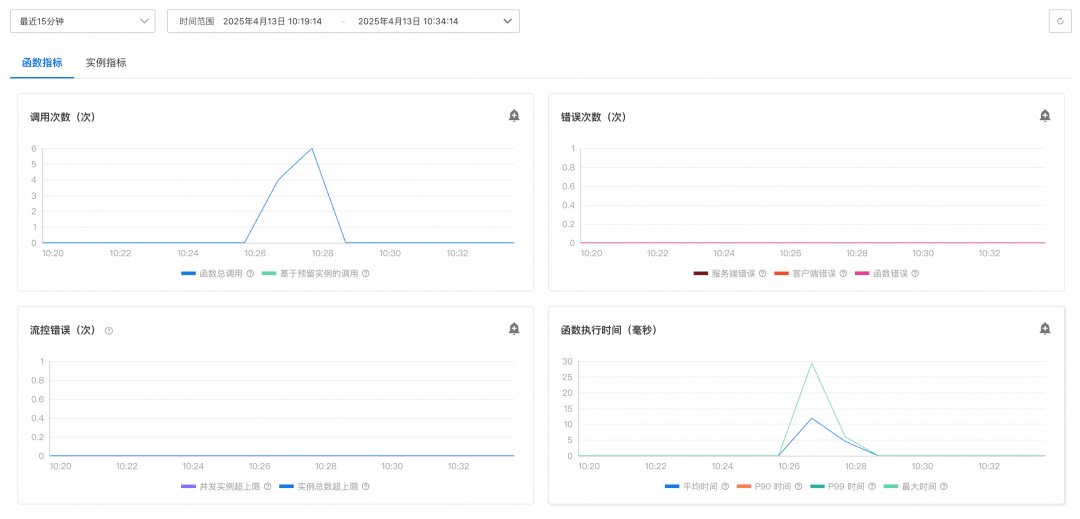 最近15分钟
时间范围 2025年4月13日 10:19:14 - 2025年4月13日 10:34:14
函数指标 实例指标
调用次数（次）
6
5
4
3
2
1
0
10:20 10:22 10:24 10:26 10:28 10:30 10:32
函数总调用 基于预留实例的调用
错误次数（次）
1
0.8
0.6
0.4
0.2
0
10:20 10:22 10:24 10:26 10:28 10:30 10:32
服务端错误 客户端错误 函数错误
流控错误（次）
1
0.8
0.6
0.4
0.2
0
10:20 10:22 10:24 10:26 10:28 10:30 10:32
并发实例超上限 实例总数超上限
函数执行时间（毫秒）
30
25
20
15
10
5
0
10:20 10:22 10:24 10:26 10:28 10:30 10:32
平均时间 P90 时间 P99 时间 最大时间